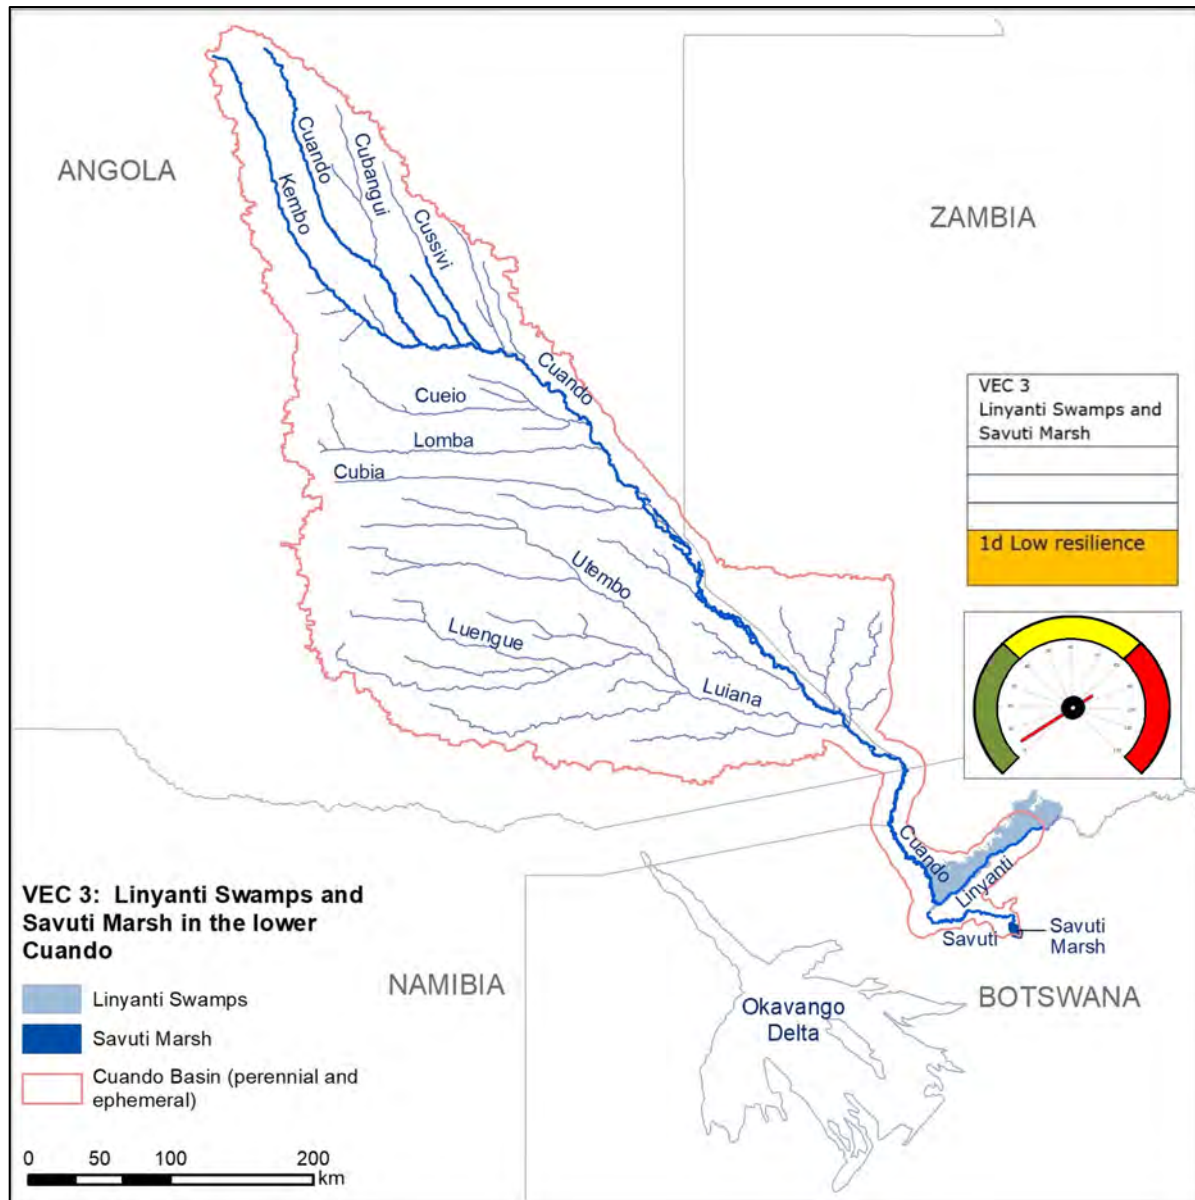 ANGOLA
ZAMBIA
Cuando
Cubangui
Kembo
Cussivi
Cuando
Cueio
Lomba
Cubia
Utembo
Luengue
Luiana
VEC 3
Linyanti Swamps and
Savuti Marsh
1d Low resilience
Cuando
Linyanti
Savuti
Savuti
Marsh
NAMIBIA
BOTSWANA
Okavango
Delta
VEC 3: Linyanti Swamps and
Savuti Marsh in the lower
Cuando
Linyanti Swamps
Savuti Marsh
Cuando Basin (perennial and
ephemeral)
0 50 100 200
km